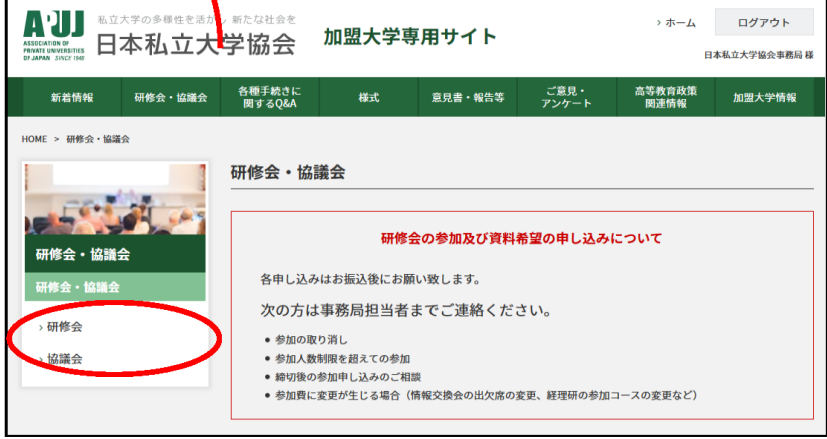 APUJ
ASSOCIATION OF
PRIVATE UNIVERSITIES
OF JAPAN SINCE 1946
私立大学の多様性を活かし 新たな社会を
日本私立大学協会
加盟大学専用サイト
› ホーム
ログアウト
日本私立大学協会事務局 様
新着情報
研修会・協議会
各種手続きに
関するQ&A
様式
意見書・報告等
ご意見・
アンケート
高等教育政策
関連情報
加盟大学情報
HOME > 研修会・協議会
研修会・協議会
研修会・協議会
› 研修会
› 協議会
研修会・協議会
研修会の参加及び資料希望の申し込みについて
各申し込みはお振込後にお願い致します。
次の方は事務局担当者までご連絡ください。
● 参加の取り消し
● 参加人数制限を超えての参加
● 締切後の参加申し込みのご相談
● 参加費に変更が生じる場合（情報交換会の出欠席の変更、経理研の参加コースの変更など）